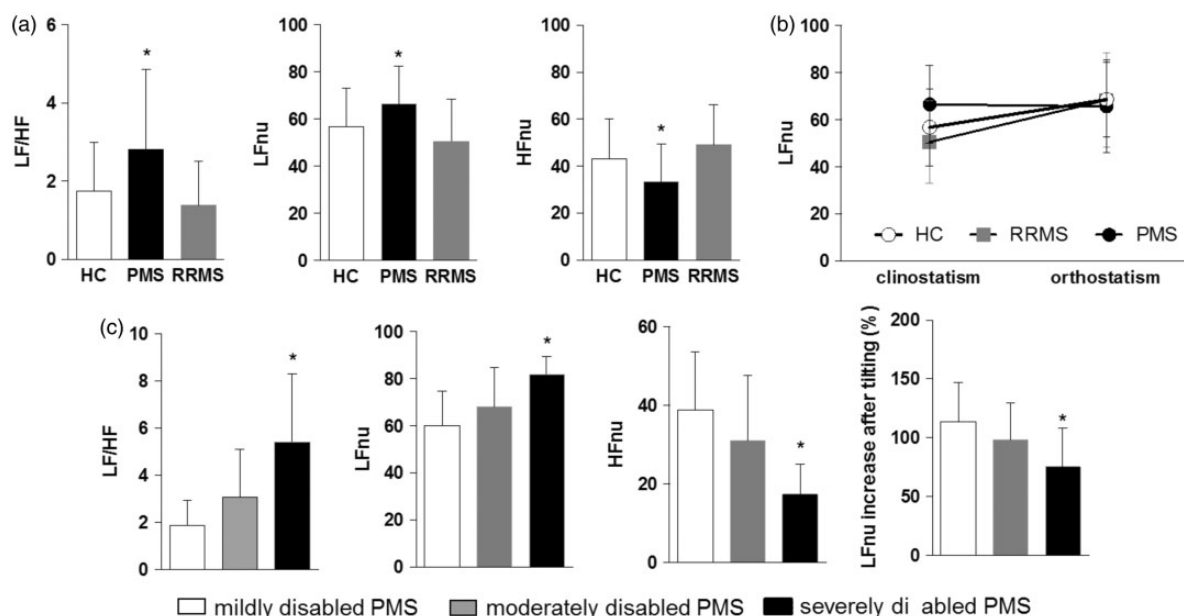 (a)
6
4
2
0
LF/HF
*
HC PMS RRMS
100
80
60
40
20
0
LFnu
*
HC PMS RRMS
100
80
60
40
20
0
HFnu
*
HC PMS RRMS
(b)
100
80
60
40
20
0
LFnu
HC RRMS PMS
clinostatism orthostatism
(c)
10
8
6
4
2
0
LF/HF
*
100
80
60
40
20
0
LFnu
*
60
40
20
0
HFnu
*
200
150
100
50
0
LFnu increase after tilting (%)
*
mildly disabled PMS moderately disabled PMS severely di abled PMS